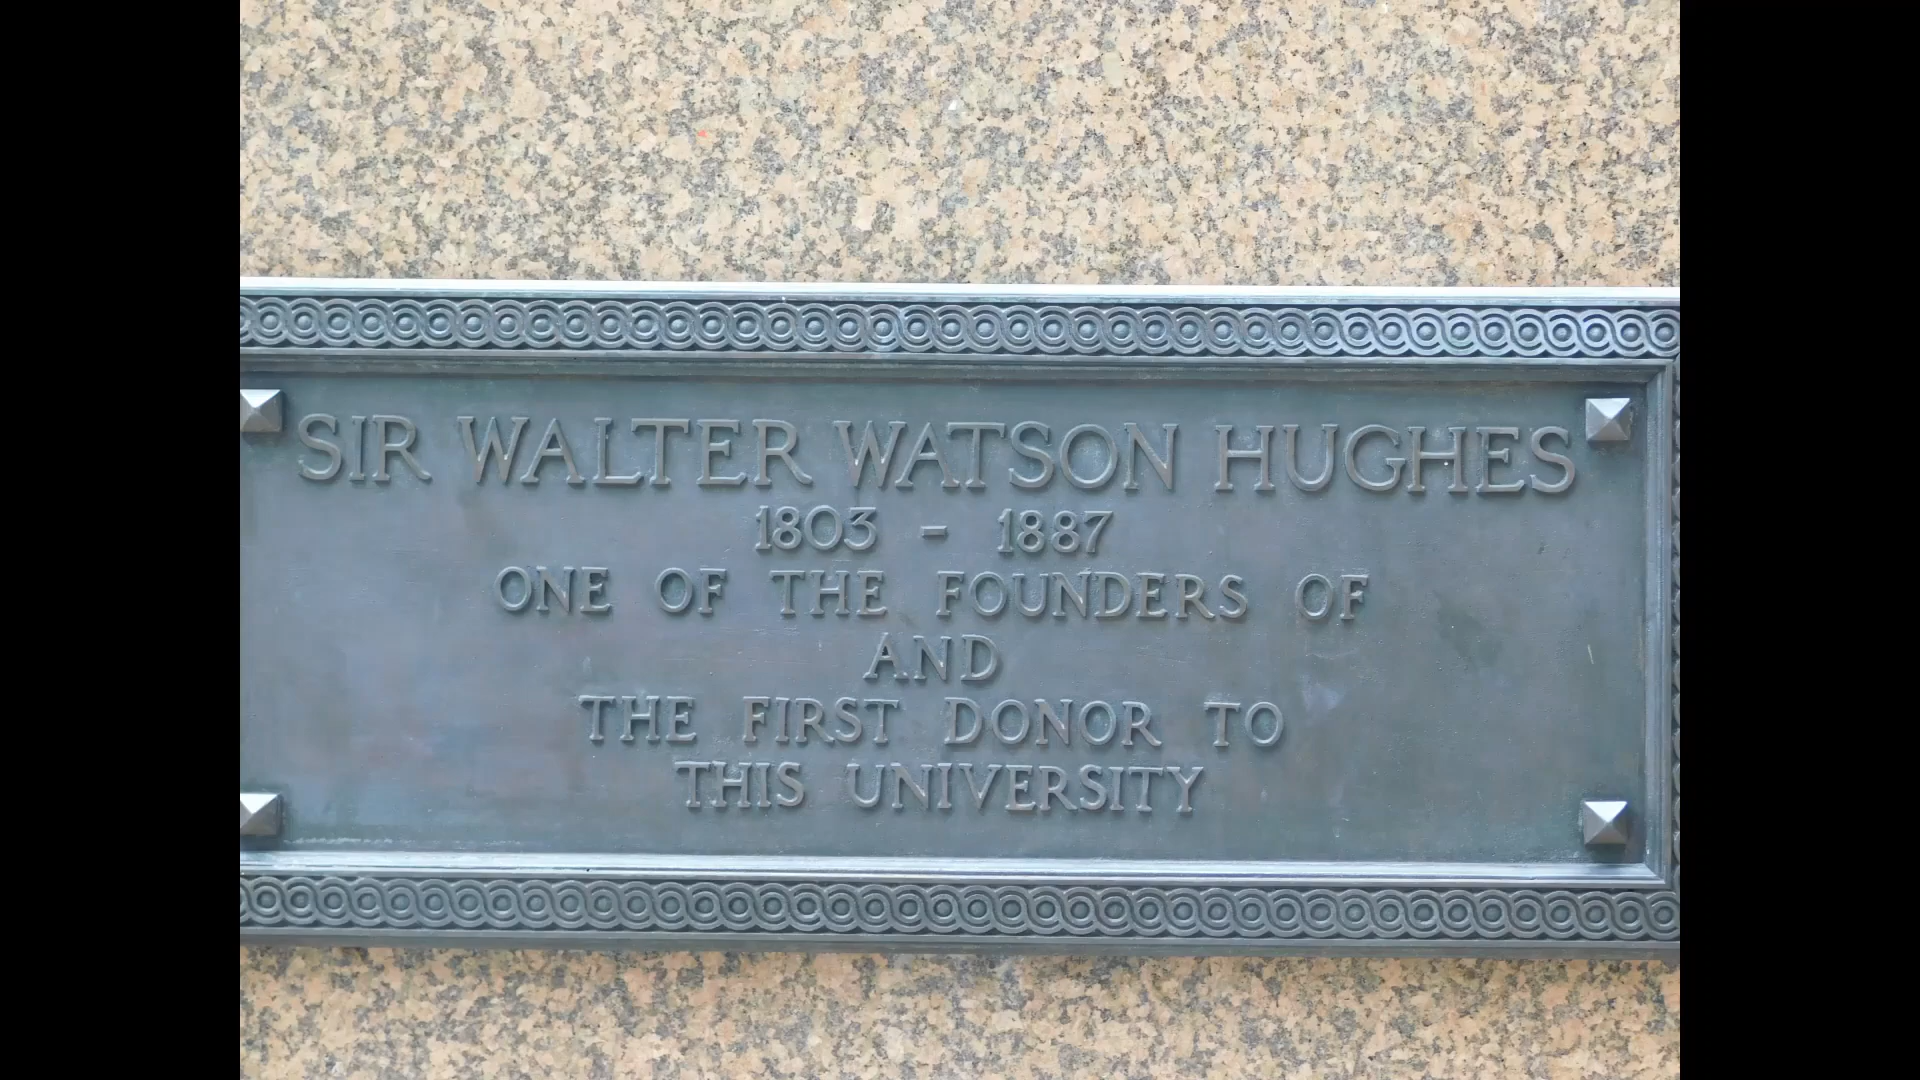 SIR WALTER WATSON HUGHES
1803 - 1887
ONE OF THE FOUNDERS OF
AND
THE FIRST DONOR TO
THIS UNIVERSITY